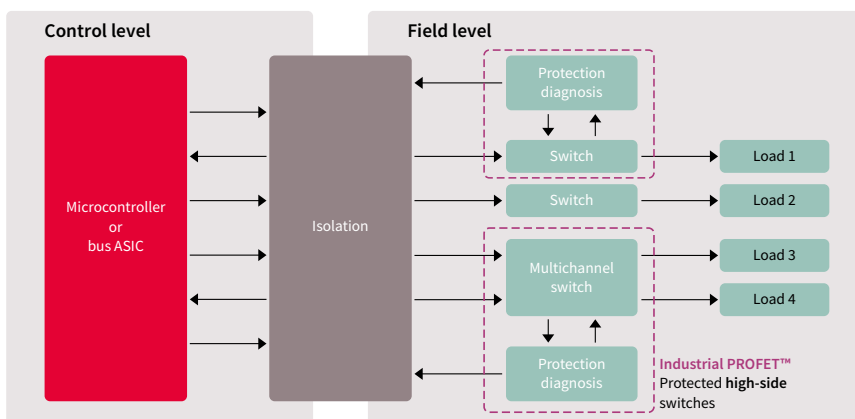 Control level
Field level
Microcontroller
or
bus ASIC
Isolation
Protection
diagnosis
Switch
Load 1
Switch
Load 2
Multichannel
switch
Load 3
Load 4
Protection
diagnosis
Industrial PROFET™
Protected high-side
switches